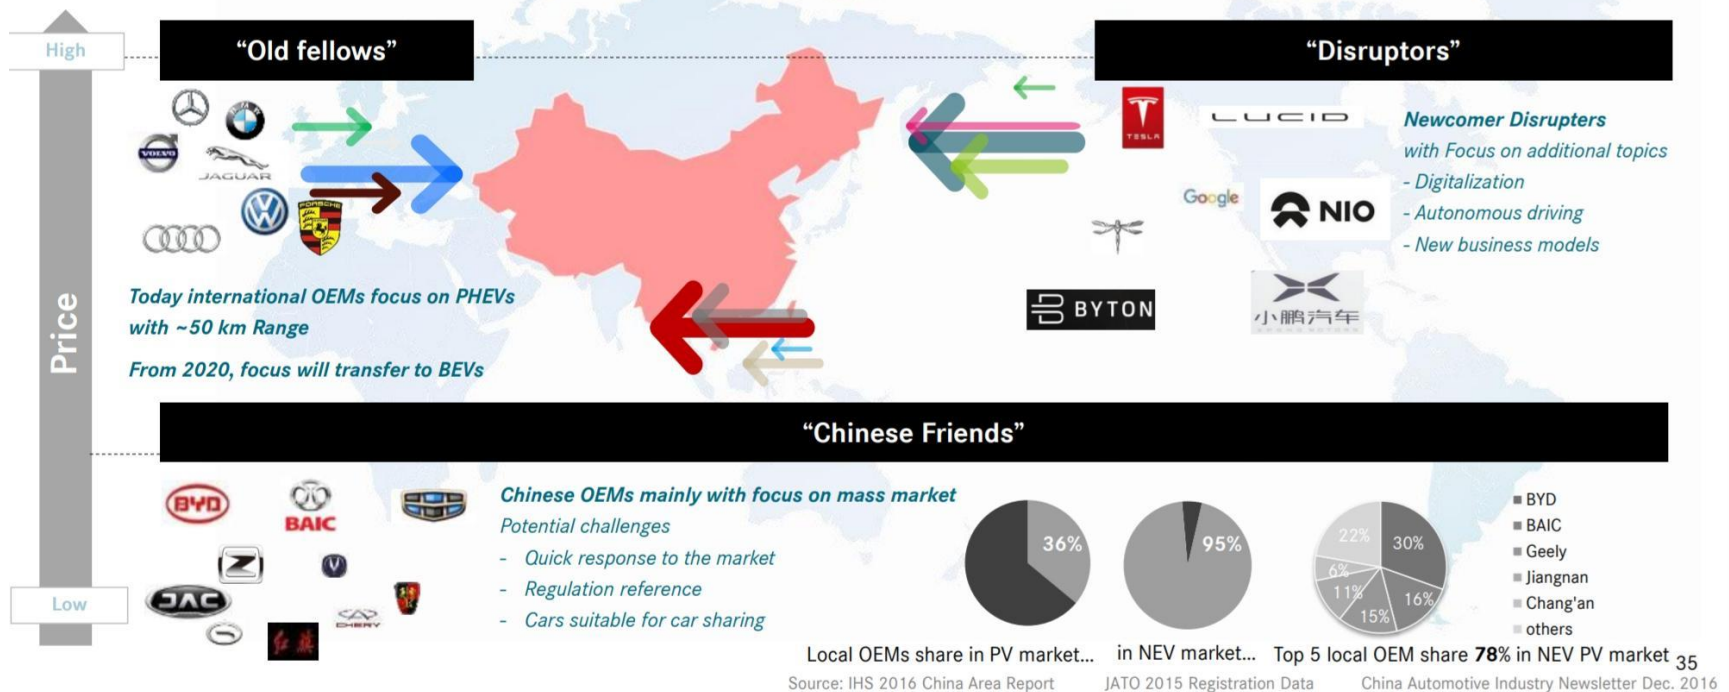 High
"Old fellows"
"Disruptors"
VOLVO
JAGUAR
PORSCHE
Today international OEMs focus on PHEVs
with ~50 km Range
From 2020, focus will transfer to BEVs
TESLA
LUCID
Google
NIO
BYTON
小鹏汽车
Newcomer Disrupters
with Focus on additional topics
- Digitalization
- Autonomous driving
- New business models
Price
"Chinese Friends"
BYD
BAIC
JAC
CHERY
红旗
Low
Chinese OEMs mainly with focus on mass market
Potential challenges
- Quick response to the market
- Regulation reference
- Cars suitable for car sharing
36%
95%
22%
30%
6%
11%
15%
16%
BYD
BAIC
Geely
Jiangnan
Chang'an
others
Local OEMs share in PV market...
in NEV market...
Top 5 local OEM share 78% in NEV PV market
35
Source: IHS 2016 China Area Report
JATO 2015 Registration Data
China Automotive Industry Newsletter Dec. 2016